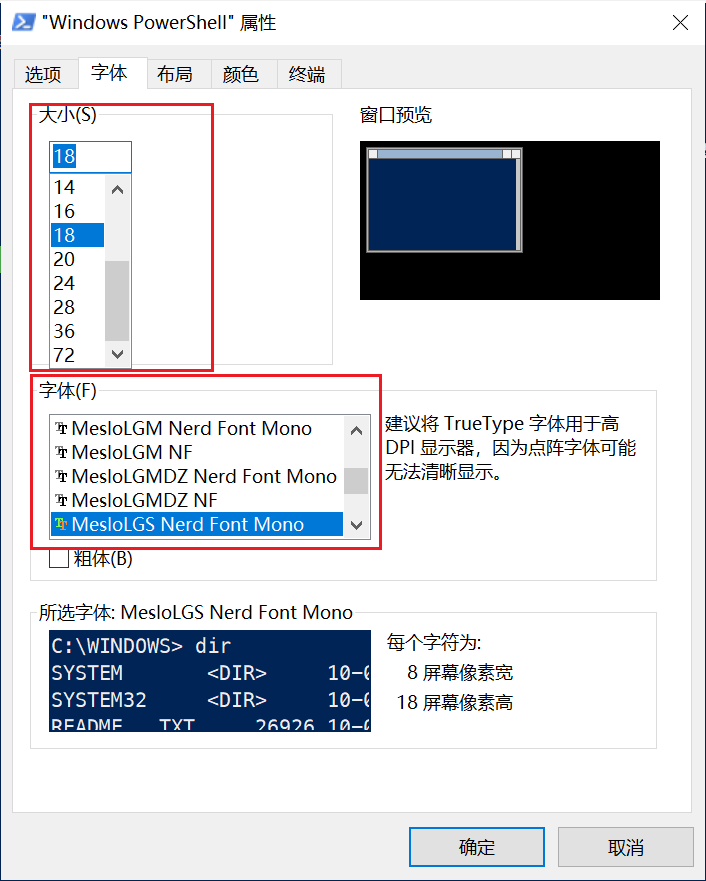 "Windows PowerShell" 属性
选项 字体 布局 颜色 终端
大小(S)
18
14
16
18
20
24
28
36
72
窗口预览
字体(F)
MesloLGM Nerd Font Mono
MesloLGM NF
MesloLGMDZ Nerd Font Mono
MesloLGMDZ NF
MesloLGS Nerd Font Mono
粗体(B)
建议将 TrueType 字体用于高
DPI 显示器，因为点阵字体可能
无法清晰显示。
所选字体: MesloLGS Nerd Font Mono
C:\WINDOWS> dir
SYSTEM <DIR> 10-0
SYSTEM32 <DIR> 10-0
README TXT 26926 10-0
每个字符为:
8 屏幕像素宽
18 屏幕像素高
确定 取消